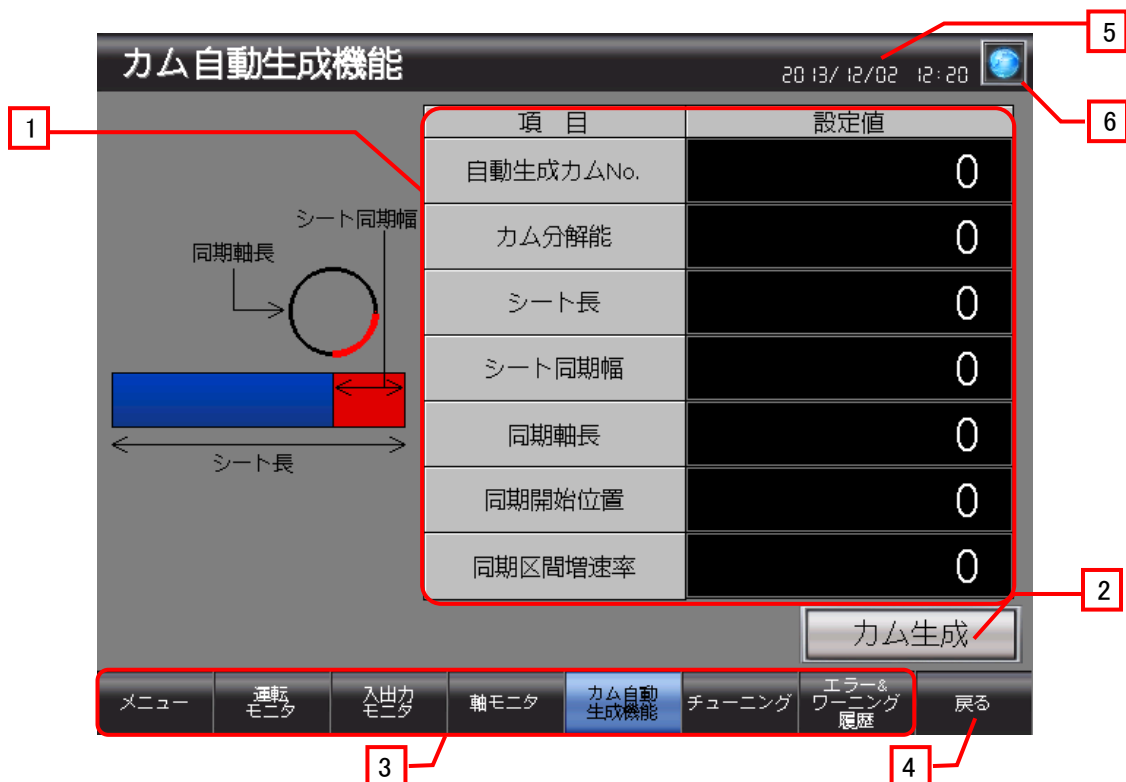 5
カム自動生成機能
2013/12/02 12:20
1
6
項 目 設定値
自動生成カムNo. 0
シート同期幅
カム分解能 0
同期軸長
シート長 0
シート同期幅 0
同期軸長 0
シート長
同期開始位置 0
同期区間増速率 0
2
カム生成
メニュー
運転
モニタ
入出力
モニタ
軸モニタ
カム自動
生成機能
チューニング
エラー&
ワーニング
履歴
戻る
3
4